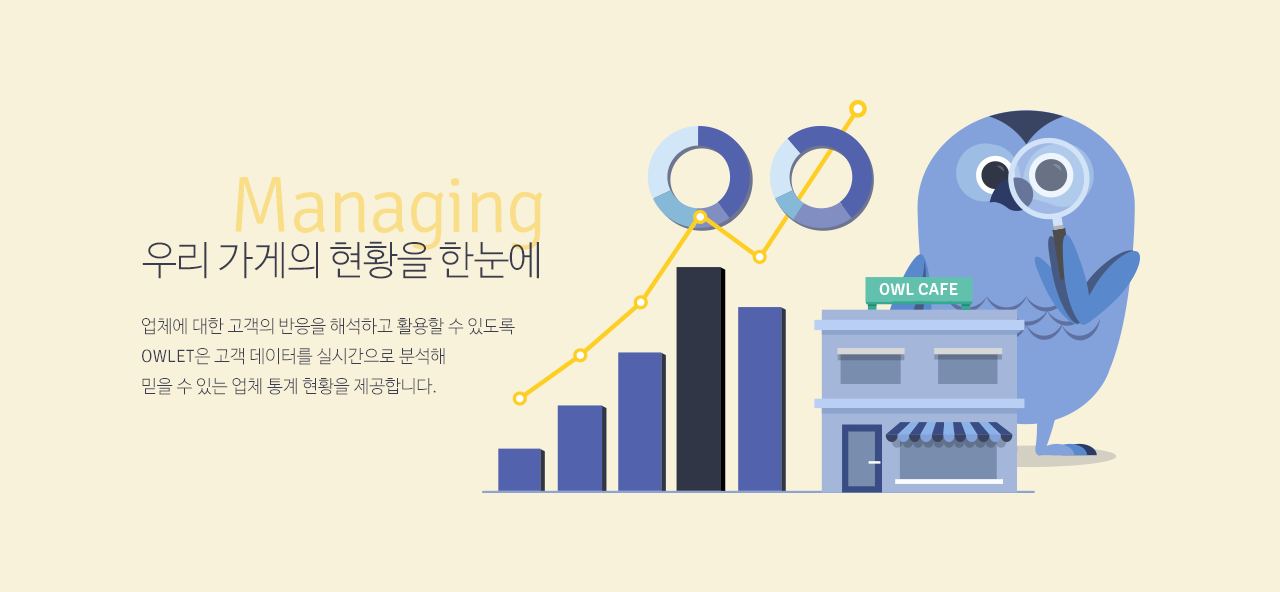 Managing
우리 가게의 현황을 한눈에
업체에 대한 고객의 반응을 해석하고 활용할 수 있도록
OWLET은 고객 데이터를 실시간으로 분석해
믿을 수 있는 업체 통계 현황을 제공합니다.
OWL CAFE